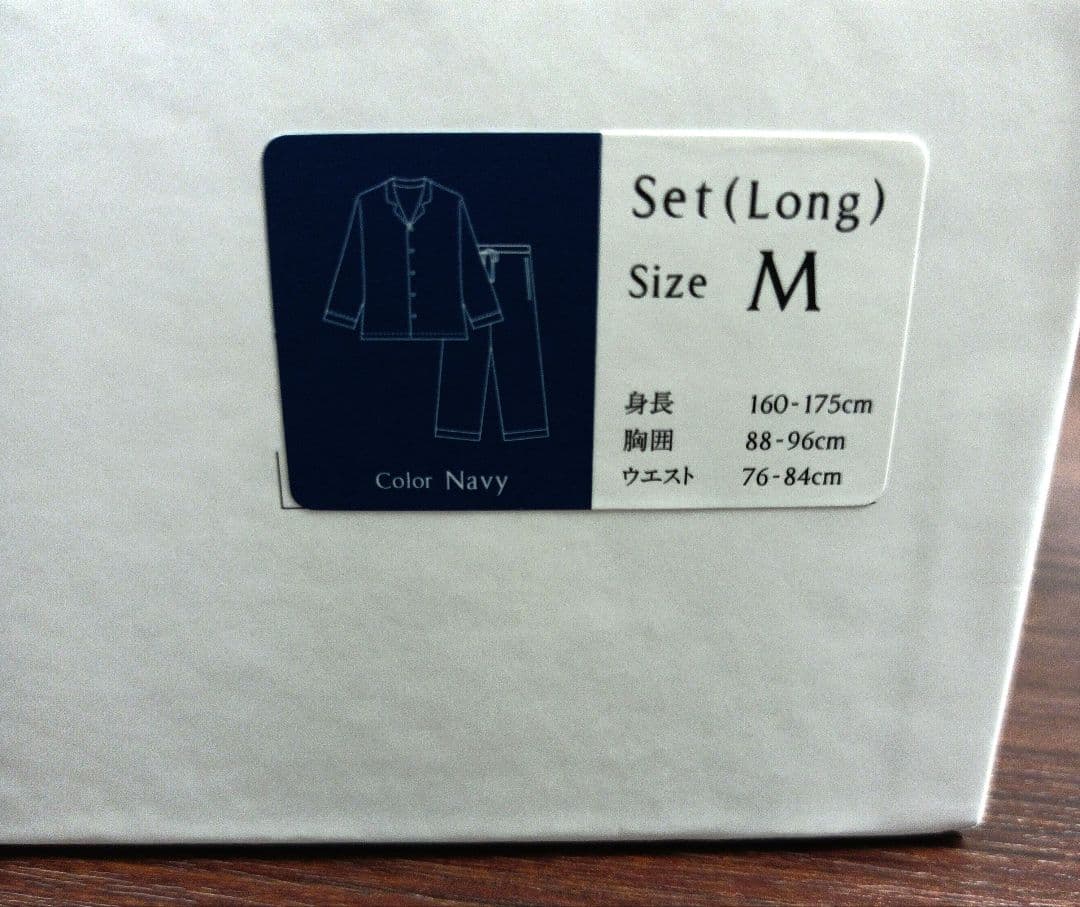 Set(Long)
Size M
身長 160-175cm
胸囲 88-96cm
ウエスト 76-84cm
Color Navy